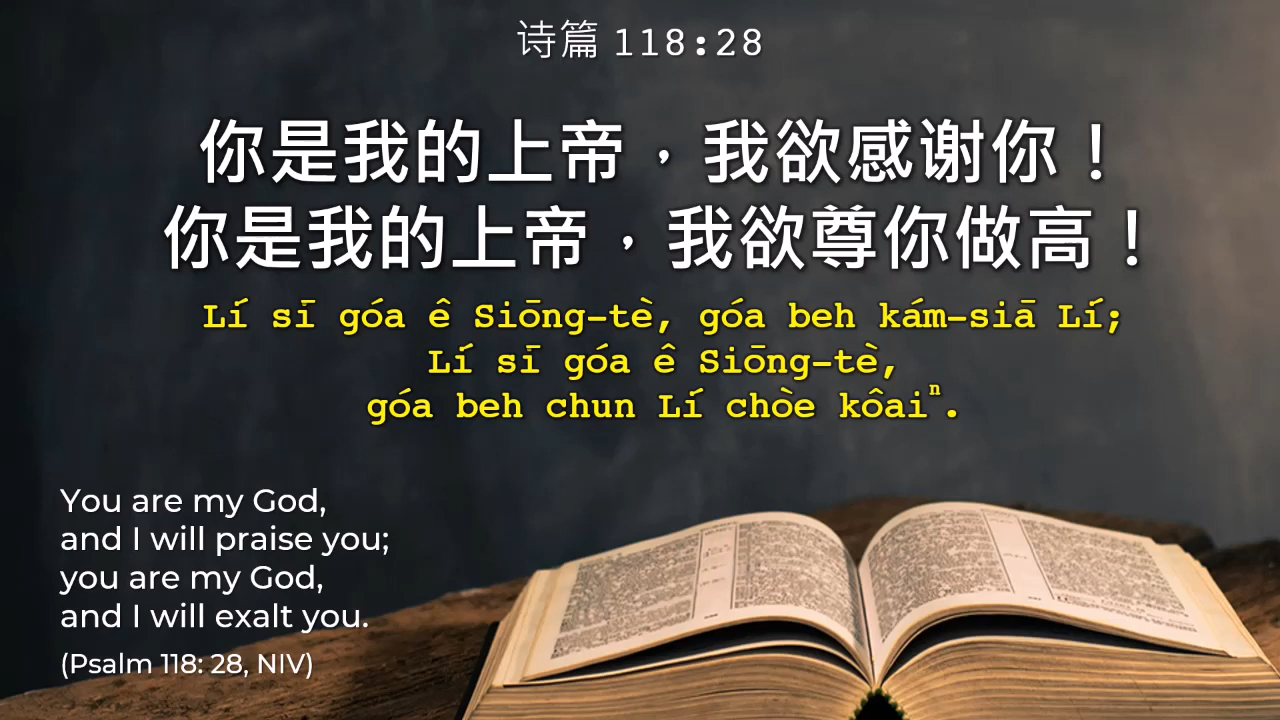 诗篇 118:28
你是我的上帝，我欲感谢你！
你是我的上帝，我欲尊你做高！
Lí sī góa ê Siōng-tè, góa beh kám-siā Lí;
Lí sī góa ê Siōng-tè,
góa beh chun Lí chòe kôaiⁿ.
You are my God,
and I will praise you;
you are my God,
and I will exalt you.
(Psalm 118: 28, NIV)